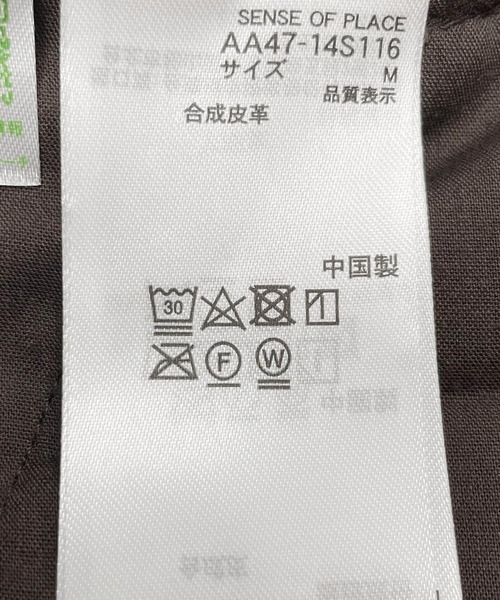 SENSE OF PLACE
AA47-14S116
サイズ M
品質表示
合成皮革
中国製
30
F W